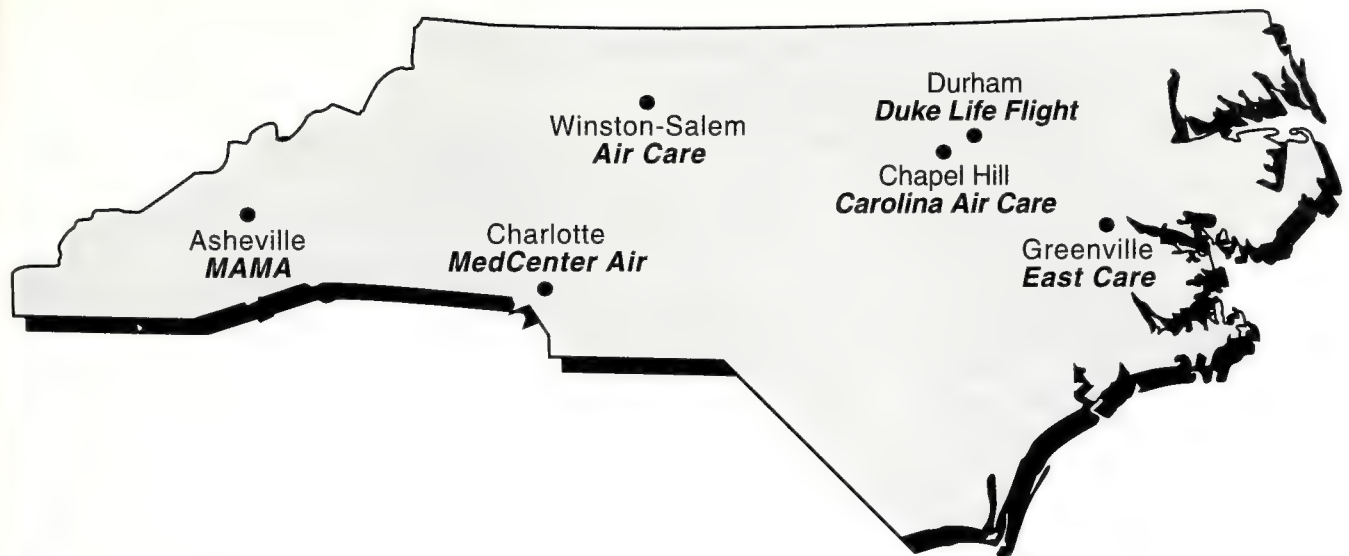 Durham
Duke Life Flight
Winston-Salem
Air Care
Chapel Hill
Carolina Air Care
Asheville
MAMA
Charlotte
MedCenter Air
Greenville
East Care